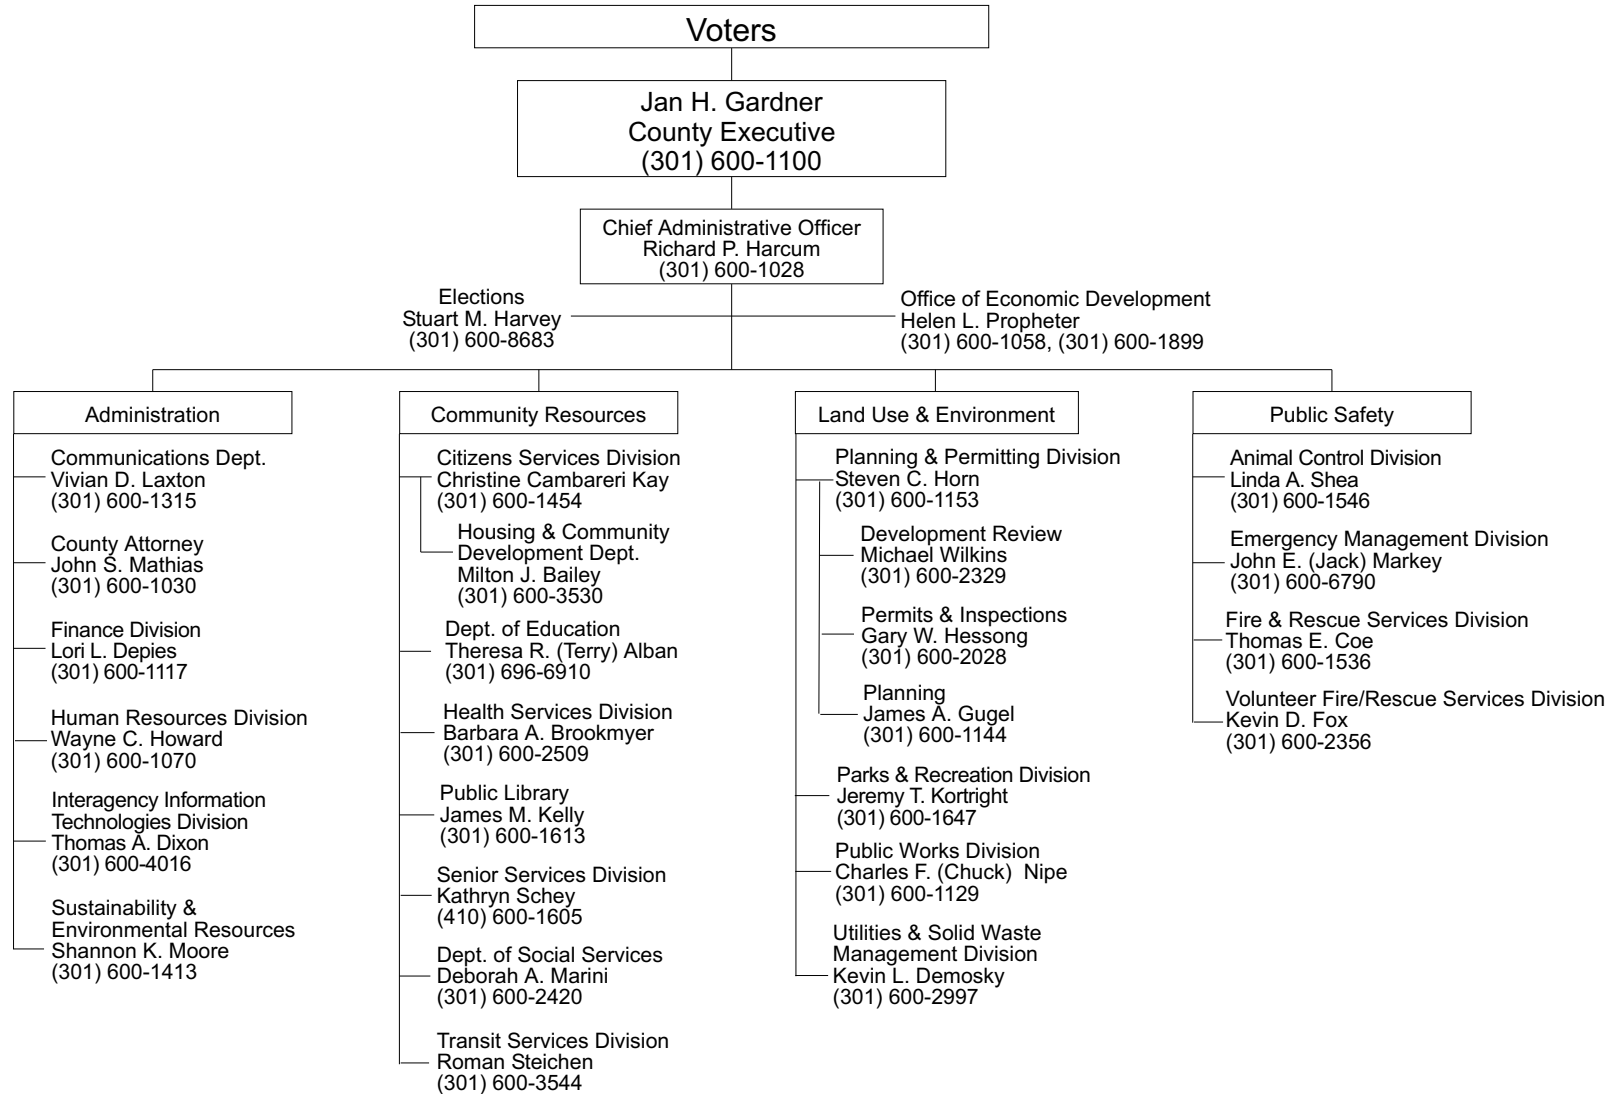 Voters
Jan H. Gardner
County Executive
(301) 600-1100
Chief Administrative Officer
Richard P. Harcum
(301) 600-1028
Elections
Stuart M. Harvey
(301) 600-8683
Office of Economic Development
Helen L. Propheter
(301) 600-1058, (301) 600-1899
Administration
Communications Dept.
Vivian D. Laxton
(301) 600-1315
County Attorney
John S. Mathias
(301) 600-1030
Finance Division
Lori L. Depies
(301) 600-1117
Human Resources Division
Wayne C. Howard
(301) 600-1070
Interagency Information
Technologies Division
Thomas A. Dixon
(301) 600-4016
Sustainability &
Environmental Resources
Shannon K. Moore
(301) 600-1413
Community Resources
Citizens Services Division
Christine Cambareri Kay
(301) 600-1454
Housing & Community
Development Dept.
Milton J. Bailey
(301) 600-3530
Dept. of Education
Theresa R. (Terry) Alban
(301) 696-6910
Health Services Division
Barbara A. Brookmyer
(301) 600-2509
Public Library
James M. Kelly
(301) 600-1613
Senior Services Division
Kathryn Schey
(410) 600-1605
Dept. of Social Services
Deborah A. Marini
(301) 600-2420
Transit Services Division
Roman Steichen
(301) 600-3544
Land Use & Environment
Planning & Permitting Division
Steven C. Horn
(301) 600-1153
Development Review
Michael Wilkins
(301) 600-2329
Permits & Inspections
Gary W. Hessong
(301) 600-2028
Planning
James A. Gugel
(301) 600-1144
Parks & Recreation Division
Jeremy T. Kortright
(301) 600-1647
Public Works Division
Charles F. (Chuck) Nipe
(301) 600-1129
Utilities & Solid Waste
Management Division
Kevin L. Demosky
(301) 600-2997
Public Safety
Animal Control Division
Linda A. Shea
(301) 600-1546
Emergency Management Division
John E. (Jack) Markey
(301) 600-6790
Fire & Rescue Services Division
Thomas E. Coe
(301) 600-1536
Volunteer Fire/Rescue Services Division
Kevin D. Fox
(301) 600-2356